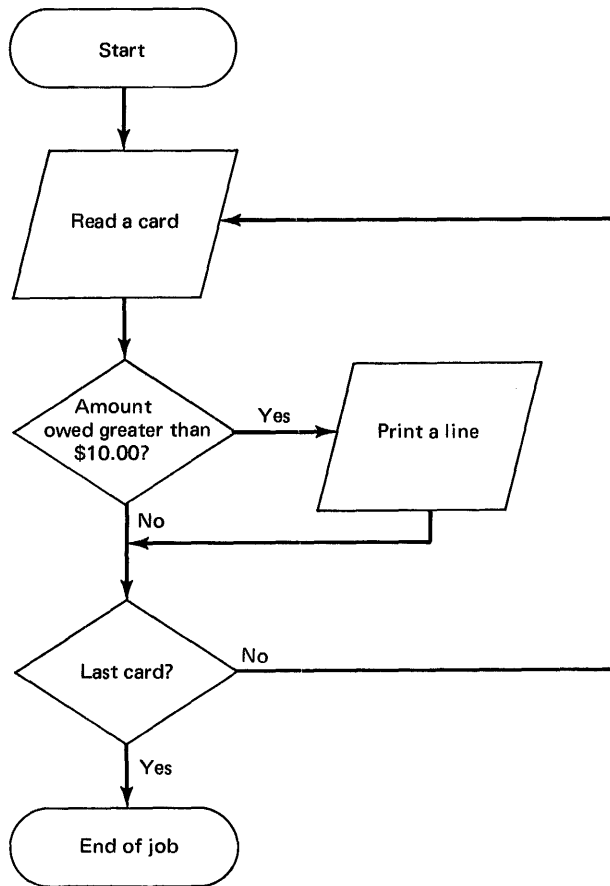 Start
Read a card
Amount
owed greater than
$10.00?
Yes
Print a line
No
Last card?
No
Yes
End of job